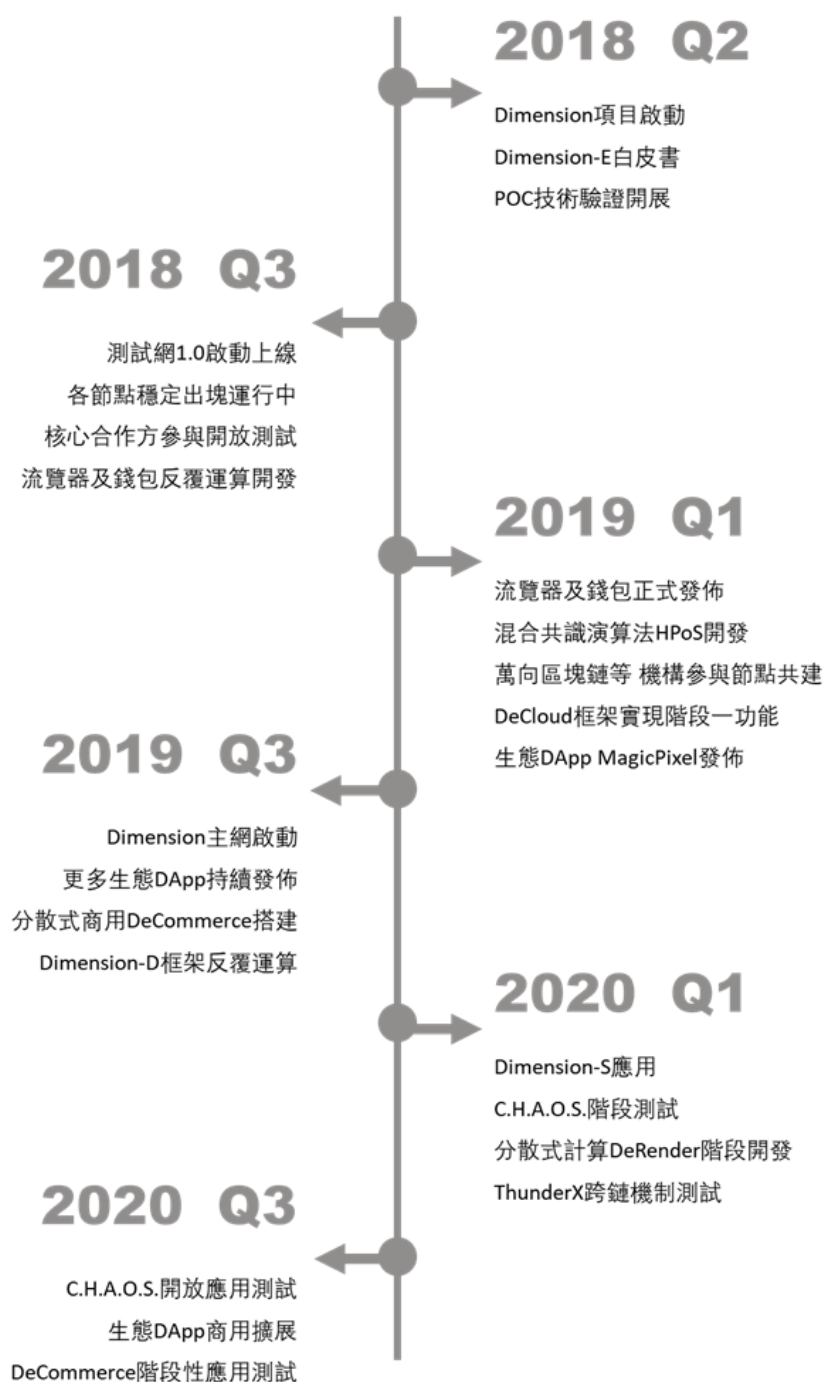 2018 Q2
Dimension項目啟動
Dimension-E白皮書
POC技術驗證開展
2018 Q3
測試網1.0啟動上線
各節點穩定出塊運行中
核心合作方參與開放測試
流覽器及錢包反覆運算開發
2019 Q1
流覽器及錢包正式發佈
混合共識演算法HPoS開發
萬向區塊鏈等 機構參與節點共建
DeCloud框架實現階段一功能
生態DApp MagicPixel發佈
2019 Q3
Dimension主網啟動
更多生態DApp持續發佈
分散式商用DeCommerce搭建
Dimension-D框架反覆運算
2020 Q1
Dimension-S應用
C.H.A.O.S.階段測試
分散式計算DeRender階段開發
ThunderX跨鏈機制測試
2020 Q3
C.H.A.O.S.開放應用測試
生態DApp商用擴展
DeCommerce階段性應用測試